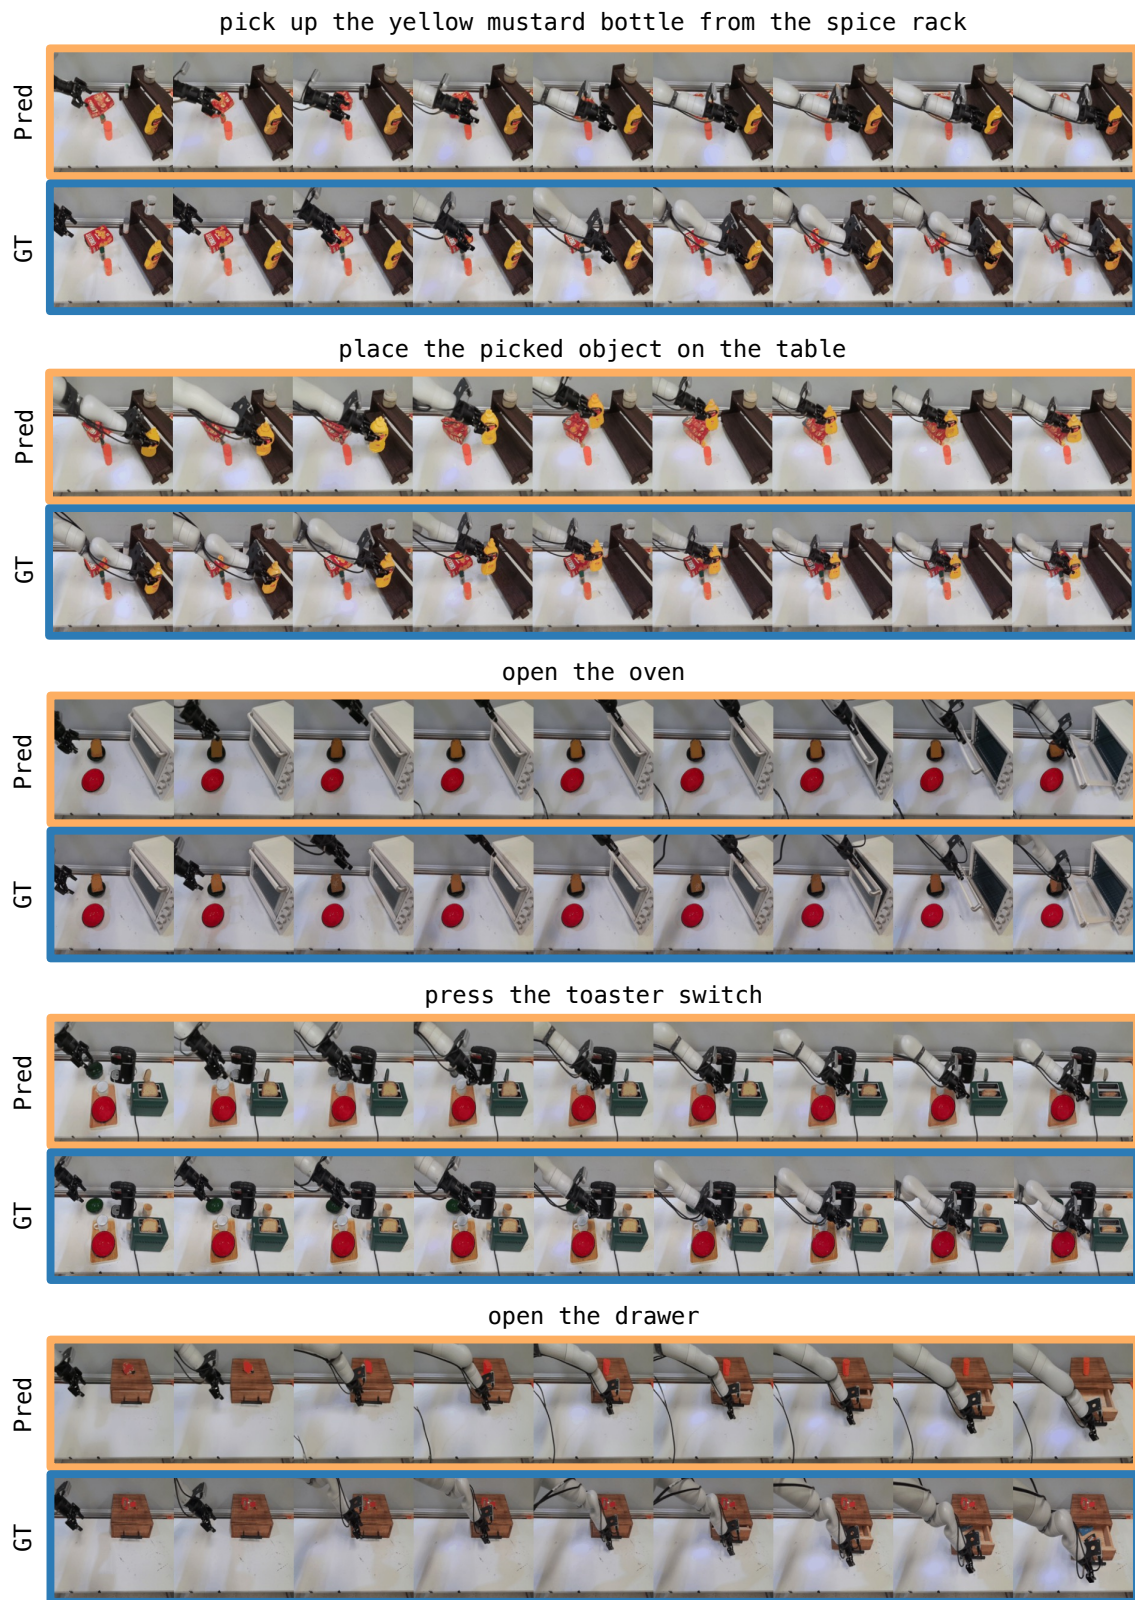 pick up the yellow mustard bottle from the spice rack
Pred
GT
place the picked object on the table
Pred
GT
open the oven
Pred
GT
press the toaster switch
Pred
GT
open the drawer
Pred
GT